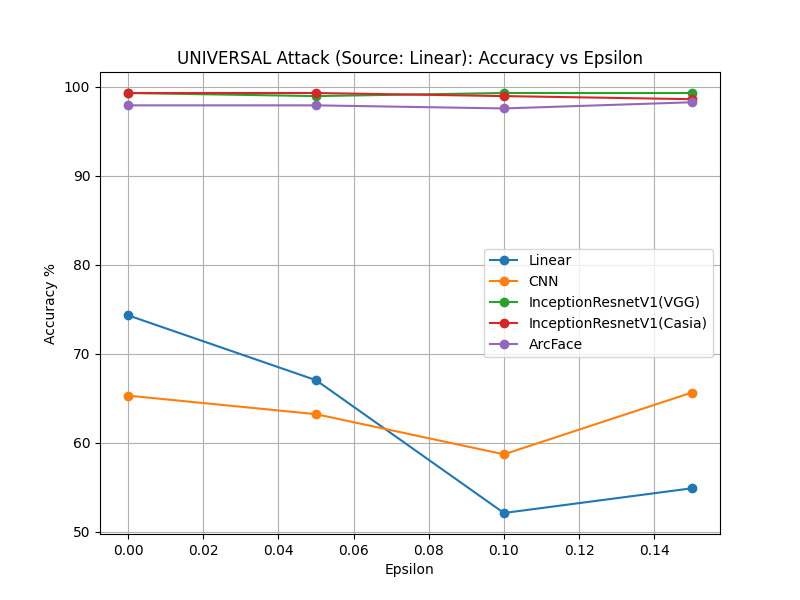 UNIVERSAL Attack (Source: Linear): Accuracy vs Epsilon
100
90
80
70
60
50
Accuracy %
Linear
CNN
InceptionResnetV1(VGG)
InceptionResnetV1(Casia)
ArcFace
0.00 0.02 0.04 0.06 0.08 0.10 0.12 0.14
Epsilon